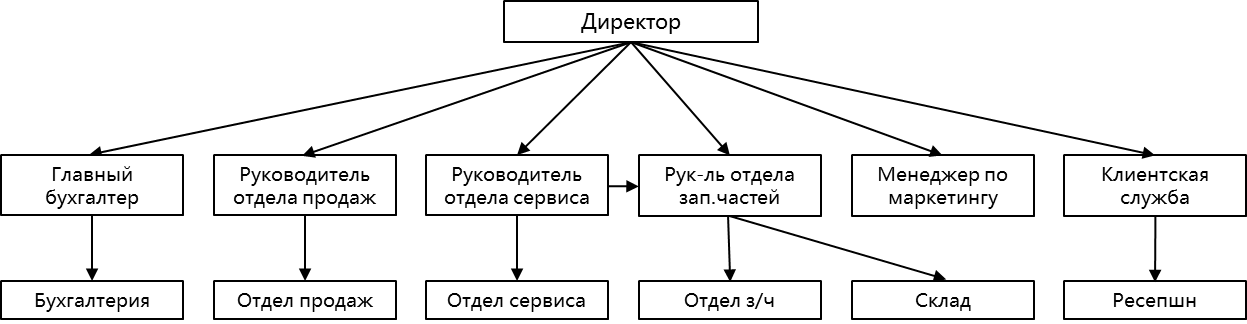 Директор
Главный
бухгалтер
Руководитель
отдела продаж
Руководитель
отдела сервиса
Рук-ль отдела
зап.частей
Менеджер по
маркетингу
Клиентская
служба
Бухгалтерия
Отдел продаж
Отдел сервиса
Отдел з/ч
Склад
Ресепшн